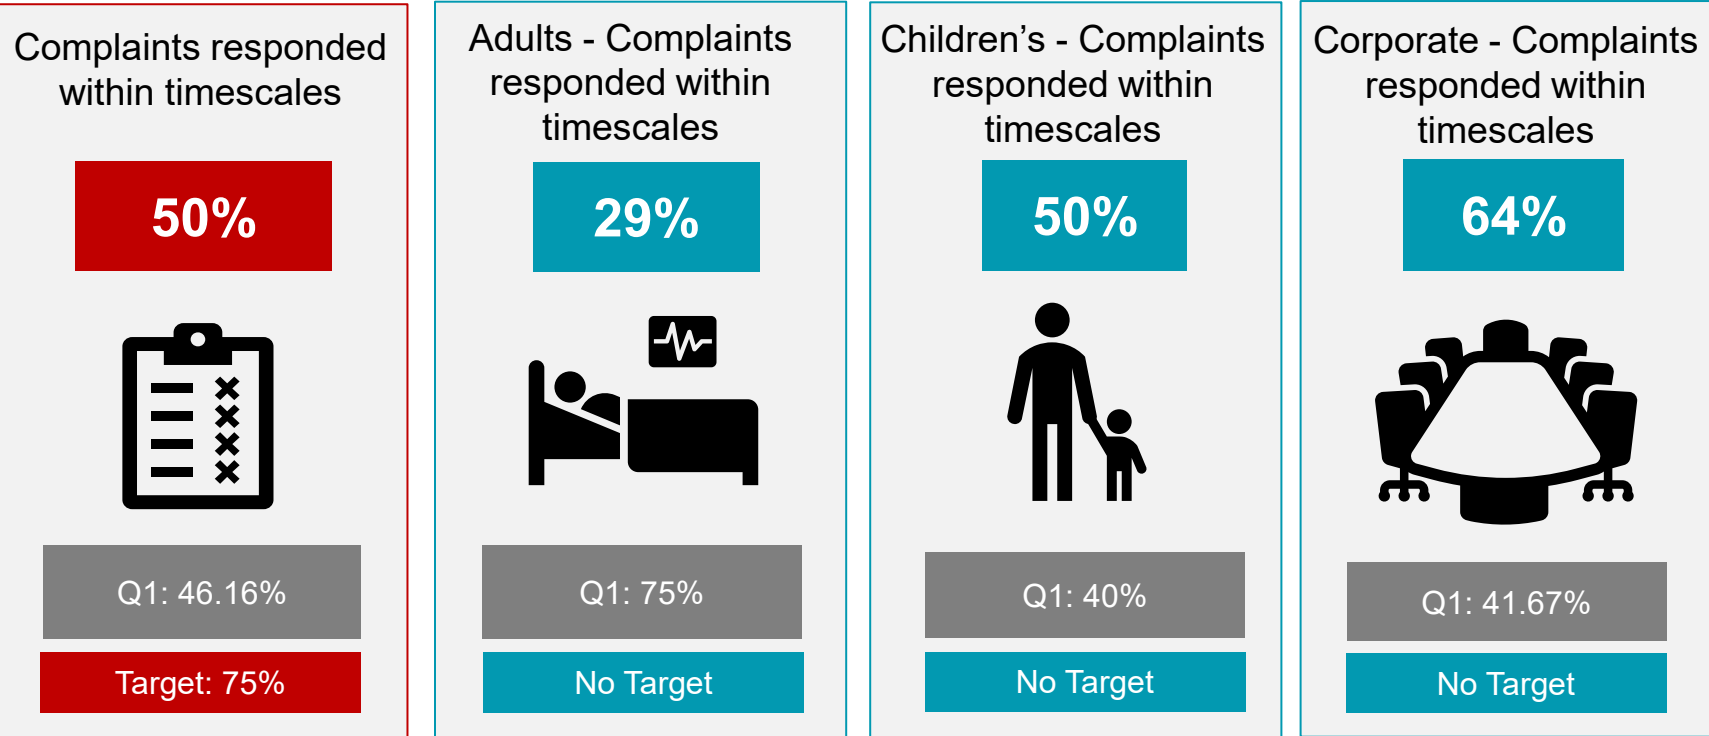 Complaints responded
within timescales
50%
Q1: 46.16%
Target: 75%
Adults - Complaints
responded within
timescales
29%
Q1: 75%
No Target
Children’s - Complaints
responded within
timescales
50%
Q1: 40%
No Target
Corporate - Complaints
responded within
timescales
64%
Q1: 41.67%
No Target